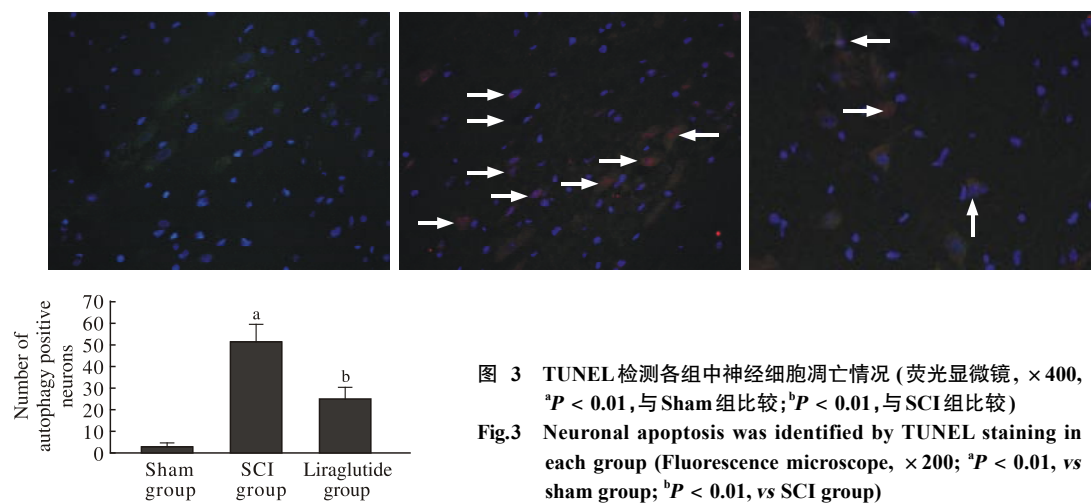 Number of
autophagy positive
neurons
70
60
50
40
30
20
10
0
a
b
Sham
group
SCI
group
Liraglutide
group
图 3 TUNEL检测各组中神经细胞凋亡情况 (荧光显微镜, ×400,
ᵃP < 0.01,与Sham组比较;ᵇP < 0.01,与SCI组比较)
Fig.3 Neuronal apoptosis was identified by TUNEL staining in
each group (Fluorescence microscope, ×200; ᵃP < 0.01, vs
sham group; ᵇP < 0.01, vs SCI group)